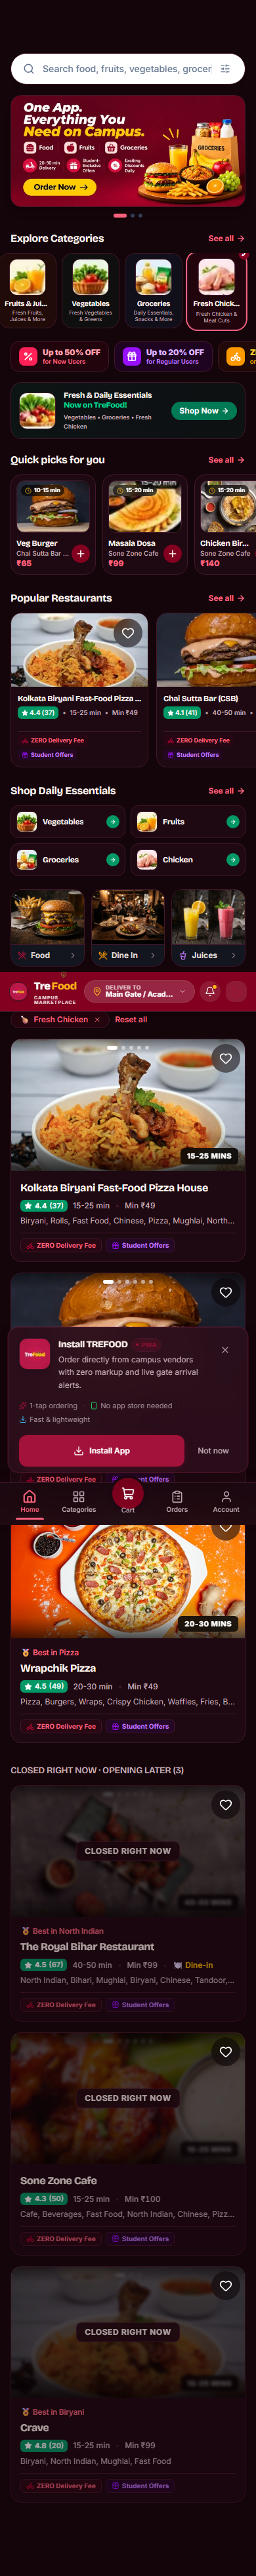 Search food, fruits, vegetables, grocer
One App.
Everything You
Need on Campus.
Food
Fruits
Groceries
20-30 min
Delivery
Student-
Exclusive
Offers
Exciting
Discounts
Daily
Order Now →
GROCERIES
Explore Categories
See all →
Fruits & Jui...
Fresh Fruits,
Juices & More
Vegetables
Fresh Vegetables
& Greens
Groceries
Daily Essentials,
Snacks & More
Fresh Chick...
Fresh Chicken &
Meat Cuts
Up to 50% OFF
for New Users
Up to 20% OFF
for Regular Users
Fresh & Daily Essentials
Now on TreFood!
Vegetables • Groceries • Fresh
Chicken
Shop Now →
Quick picks for you
See all →
10-15 min
Veg Burger
Chai Sutta Bar ...
₹65
15-20 min
Masala Dosa
Sone Zone Cafe
₹99
15-20 min
Chicken Bir...
Sone Zone Cafe
₹140
Popular Restaurants
See all →
Kolkata Biryani Fast-Food Pizza ...
4.4 (37) • 15-25 min • Min ₹49
ZERO Delivery Fee
Student Offers
Chai Sutta Bar (CSB)
4.1 (41) • 40-50 min •
ZERO Delivery Fee
Student Offers
Shop Daily Essentials
See all →
Vegetables
Fruits
Groceries
Chicken
Food
Dine In
Juices
TreFood
CAMPUS
MARKETPLACE
DELIVER TO
Main Gate / Acad...
Fresh Chicken ×
Reset all
15-25 MINS
Kolkata Biryani Fast-Food Pizza House
4.4 (37) 15-25 min · Min ₹49
Biryani, Rolls, Fast Food, Chinese, Pizza, Mughlai, North...
ZERO Delivery Fee
Student Offers
TreFood
Install TREFOOD
PWA
Order directly from campus vendors
with zero markup and live gate arrival
alerts.
1-tap ordering
No app store needed
Fast & lightweight
Install App
Not now
ZERO Delivery Fee
Student Offers
Home
Categories
Cart
Orders
Account
20-30 MINS
Best in Pizza
Wrapchik Pizza
4.5 (49) 20-30 min · Min ₹49
Pizza, Burgers, Wraps, Crispy Chicken, Waffles, Fries, B...
ZERO Delivery Fee
Student Offers
CLOSED RIGHT NOW · OPENING LATER (3)
CLOSED RIGHT NOW
Best in North Indian
The Royal Bihar Restaurant
4.5 (67) 40-50 min · Min ₹99 · Dine-in
North Indian, Bihari, Mughlai, Biryani, Chinese, Tandoor,...
ZERO Delivery Fee
Student Offers
CLOSED RIGHT NOW
Sone Zone Cafe
4.3 (50) 15-25 min · Min ₹100
Cafe, Beverages, Fast Food, North Indian, Chinese, Pizz...
ZERO Delivery Fee
Student Offers
CLOSED RIGHT NOW
Best in Biryani
Crave
4.8 (20) 15-25 min · Min ₹99
Biryani, North Indian, Mughlai, Fast Food
ZERO Delivery Fee
Student Offers